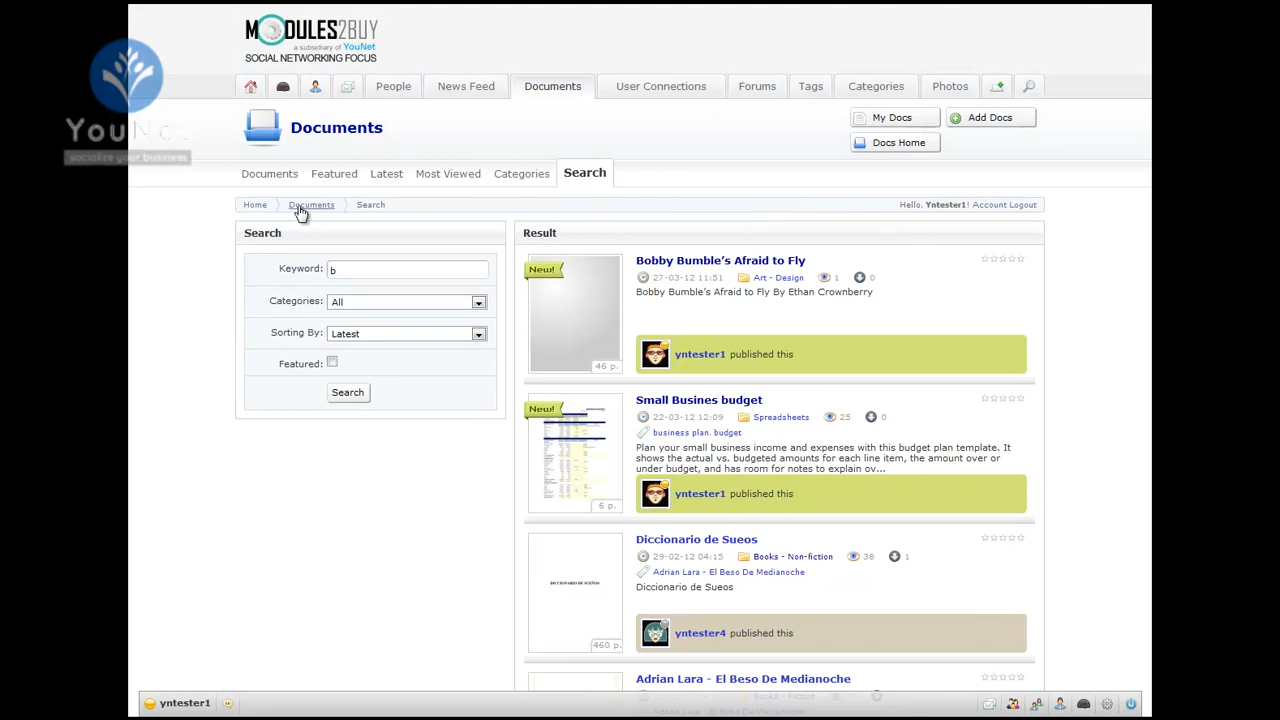 MODULES2BUY
a subsidiary of YouNet
SOCIAL NETWORKING FOCUS
YouNet
socialize your business
People News Feed Documents User Connections Forums Tags Categories Photos
Documents
My Docs Add Docs
Docs Home
Documents Featured Latest Most Viewed Categories Search
Home Documents Search
Hello, Yntester1! Account Logout
Search
Keyword: b
Categories: All
Sorting By: Latest
Featured:
Search
Result
New!
46 p.
Bobby Bumble's Afraid to Fly
27-03-12 11:51 Art - Design 1 0
Bobby Bumble's Afraid to Fly By Ethan Crownberry
yntester1 published this
New!
6 p.
Small Busines budget
22-03-12 12:09 Spreadsheets 25 0
business plan, budget
Plan your small business income and expenses with this budget plan template. It
shows the actual vs. budgeted amounts for each line item, the amount over or
under budget, and has room for notes to explain ov...
yntester1 published this
DICCIONARIO DE SUEÑOS
460 p.
Diccionario de Sueos
29-02-12 04:15 Books - Non-fiction 38 1
Adrian Lara - El Beso De Medianoche
Diccionario de Sueos
yntester4 published this
Adrian Lara - El Beso De Medianoche
Books - Fiction
yntester1